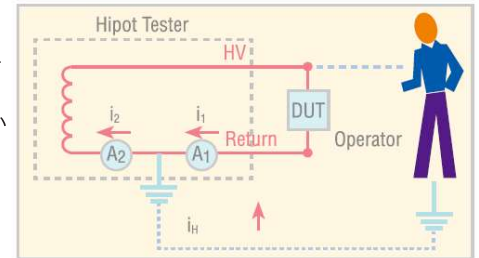 Hipot Tester
HV
i₂
i₁
DUT
A₂
A₁
Return
Operator
iH